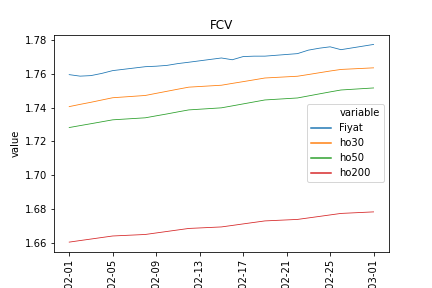 FCV
1.78
1.76
1.74
1.72
1.70
1.68
1.66
value
variable
Fiyat
ho30
ho50
ho200
02-01
02-05
02-09
02-13
02-17
02-21
02-25
03-01